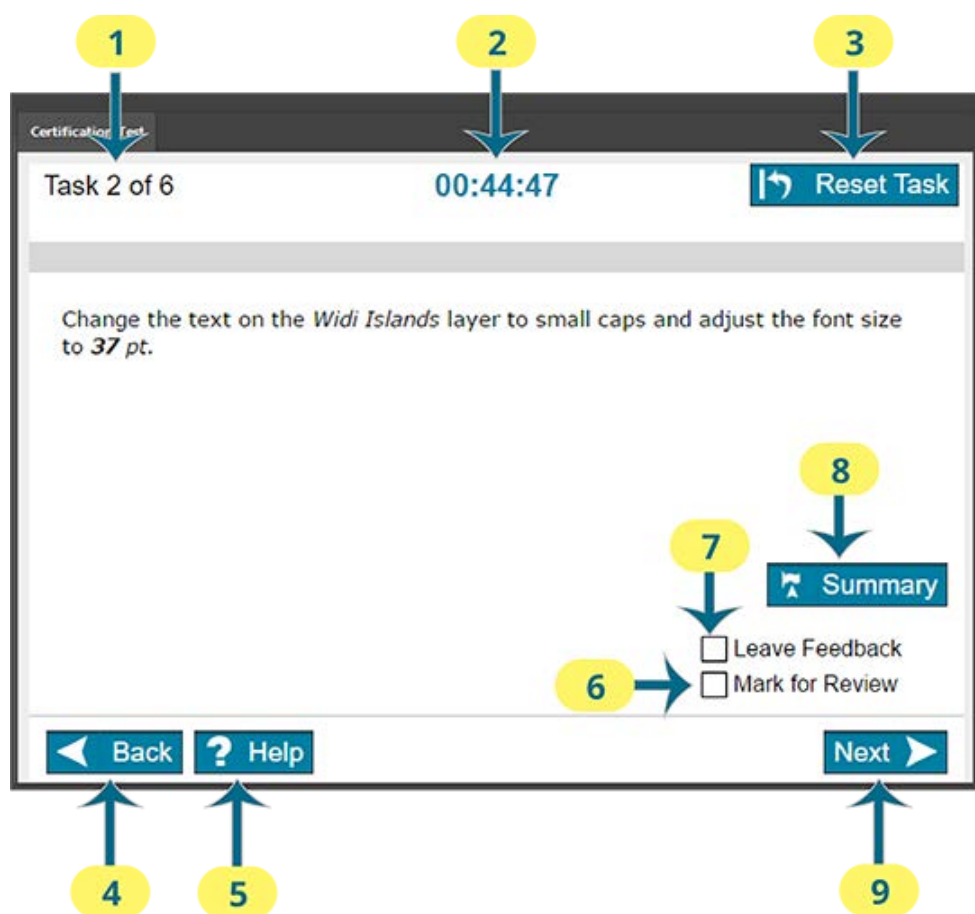 1 2 3
Certification Test
Task 2 of 6 00:44:47 Reset Task
Change the text on the Widi Islands layer to small caps and adjust the font size
to 37 pt.
8
7
Summary
Leave Feedback
6 Mark for Review
Back ? Help Next
4 5 9